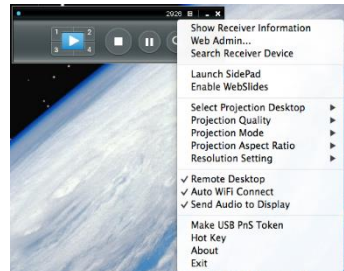 2926
1 2
3 4
Show Receiver Information
Web Admin...
Search Receiver Device
Launch SidePad
Enable WebSlides
Select Projection Desktop
Projection Quality
Projection Mode
Projection Aspect Ratio
Resolution Setting
✓ Remote Desktop
✓ Auto WiFi Connect
✓ Send Audio to Display
Make USB PnS Token
Hot Key
About
Exit